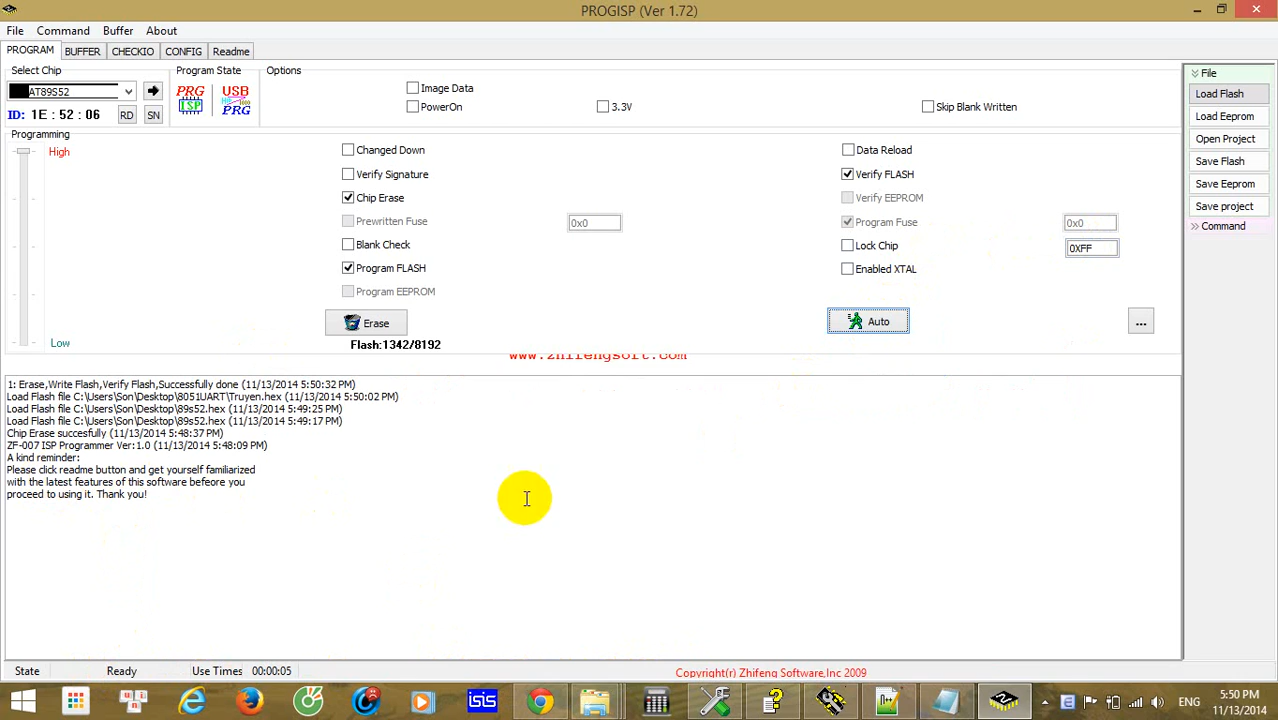 PROGISP (Ver 1.72)
File Command Buffer About
PROGRAM BUFFER CHECKIO CONFIG Readme
Select Chip Program State Options
AT89S52
PRG ISP USB PRG
Image Data
PowerOn 3.3V Skip Blank Written
ID: 1E : 52 : 06 RD SN
Programming
High
Low
Changed Down Data Reload
Verify Signature Verify FLASH
Chip Erase Verify EEPROM
Prewritten Fuse 0x0 Program Fuse 0x0
Blank Check Lock Chip 0XFF
Program FLASH Enabled XTAL
Program EEPROM
Erase Auto ...
Flash:1342/8192
www.zhifengsoft.com
File
Load Flash
Load Eeprom
Open Project
Save Flash
Save Eeprom
Save project
Command
1: Erase,Write Flash,Verify Flash,Successfully done (11/13/2014 5:50:32 PM)
Load Flash file C:\Users\Son\Desktop\8051UART\Truyen.hex (11/13/2014 5:50:02 PM)
Load Flash file C:\Users\Son\Desktop\89s52.hex (11/13/2014 5:49:25 PM)
Load Flash file C:\Users\Son\Desktop\89s52.hex (11/13/2014 5:49:17 PM)
Chip Erase succesfully (11/13/2014 5:48:37 PM)
ZF-007 ISP Programmer Ver:1.0 (11/13/2014 5:48:09 PM)
A kind reminder:
Please click readme button and get yourself familiarized
with the latest features of this software befeore you
proceed to using it. Thank you!
State Ready Use Times 00:00:05 Copyright(r) Zhifeng Software,Inc 2009
isis ENG 5:50 PM
11/13/2014